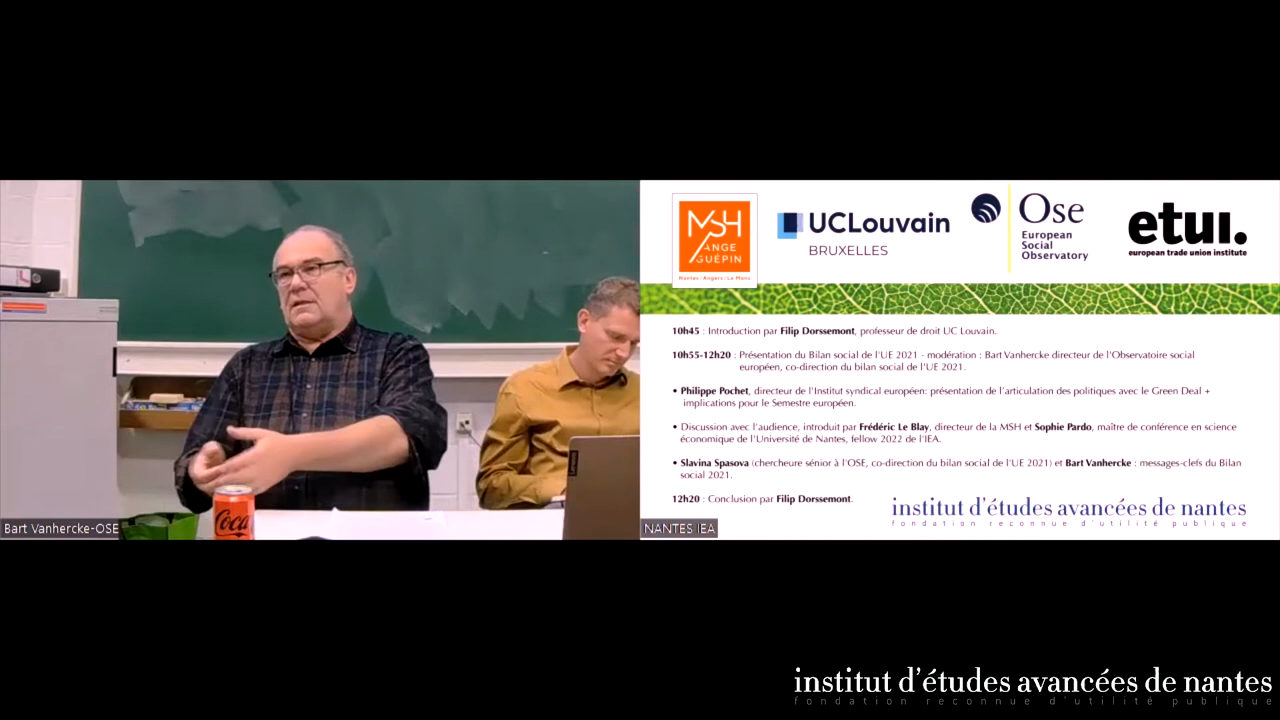 MSH
ANGE
GUÉPIN
Nantes | Angers | Le Mans
UCLouvain
BRUXELLES
Ose
European
Social
Observatory
etui.
european trade union institute
10h45 : Introduction par Filip Dorssemont, professeur de droit UC Louvain.
10h55-12h20 : Présentation du Bilan social de l'UE 2021 - modération : Bart Vanhercke directeur de l'Observatoire social
européen, co-direction du bilan social de l'UE 2021.
• Philippe Pochet, directeur de l'Institut syndical européen: présentation de l'articulation des politiques avec le Green Deal +
implications pour le Semestre européen.
• Discussion avec l'audience, introduit par Frédéric Le Blay, directeur de la MSH et Sophie Pardo, maître de conférence en science
économique de l'Université de Nantes, fellow 2022 de l'IEA.
• Slavina Spasova (chercheure sénior à l'OSE, co-direction du bilan social de l'UE 2021) et Bart Vanhercke : messages-clefs du Bilan
social 2021.
12h20 : Conclusion par Filip Dorssemont.
institut d'études avancées de nantes
fondation reconnue d'utilité publique
Coca
Bart Vanhercke-OSE
NANTES IEA
institut d'études avancées de nantes
fondation reconnue d'utilité publique